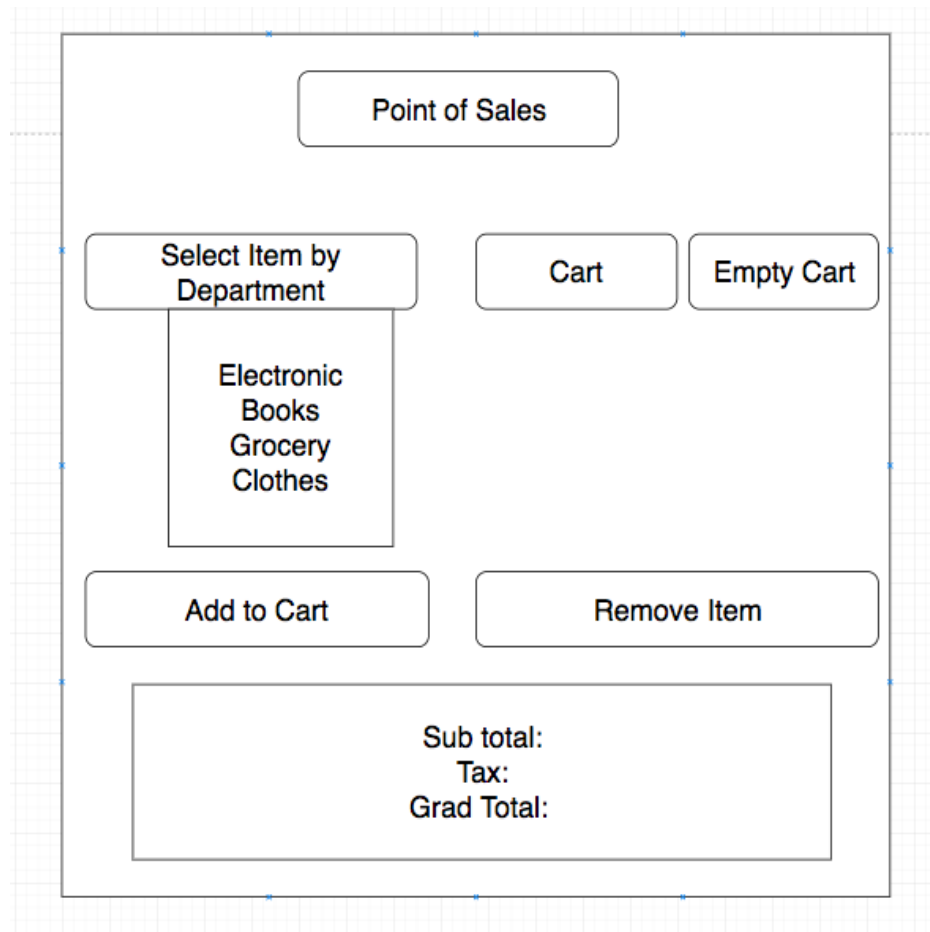 Point of Sales
Select Item by
Department
Cart
Empty Cart
Electronic
Books
Grocery
Clothes
Add to Cart
Remove Item
Sub total:
Tax:
Grad Total: